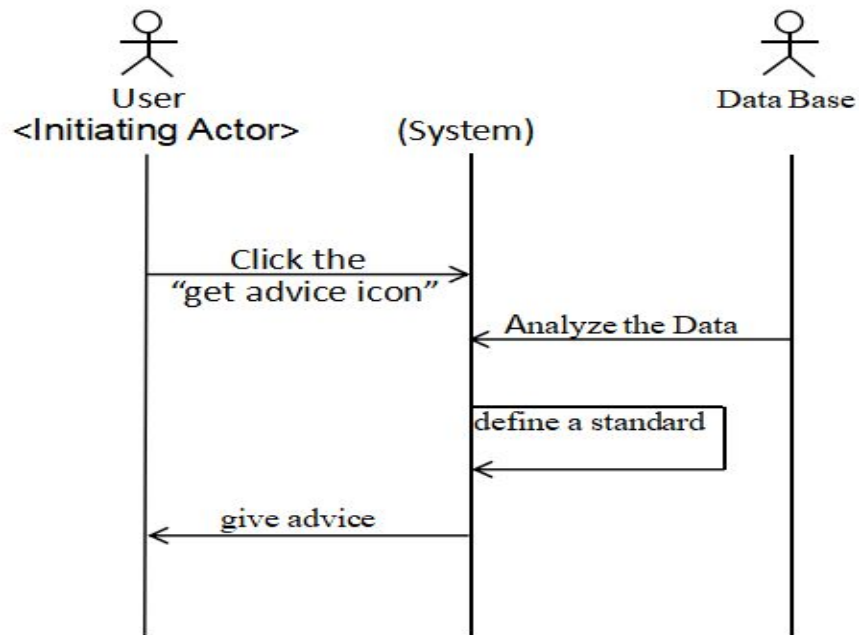 User
<Initiating Actor>
(System)
Data Base
Click the
“get advice icon”
Analyze the Data
define a standard
give advice